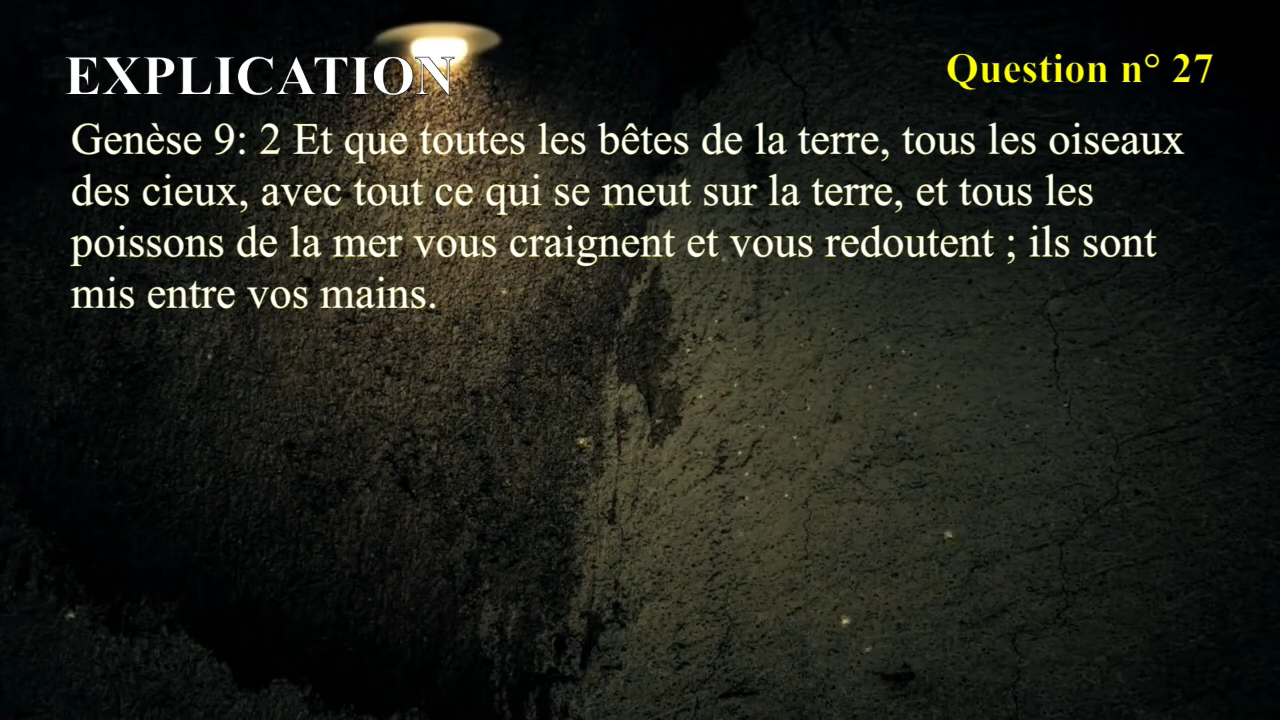 EXPLICATION
Question n° 27
Genèse 9: 2 Et que toutes les bêtes de la terre, tous les oiseaux
des cieux, avec tout ce qui se meut sur la terre, et tous les
poissons de la mer vous craignent et vous redoutent ; ils sont
mis entre vos mains.